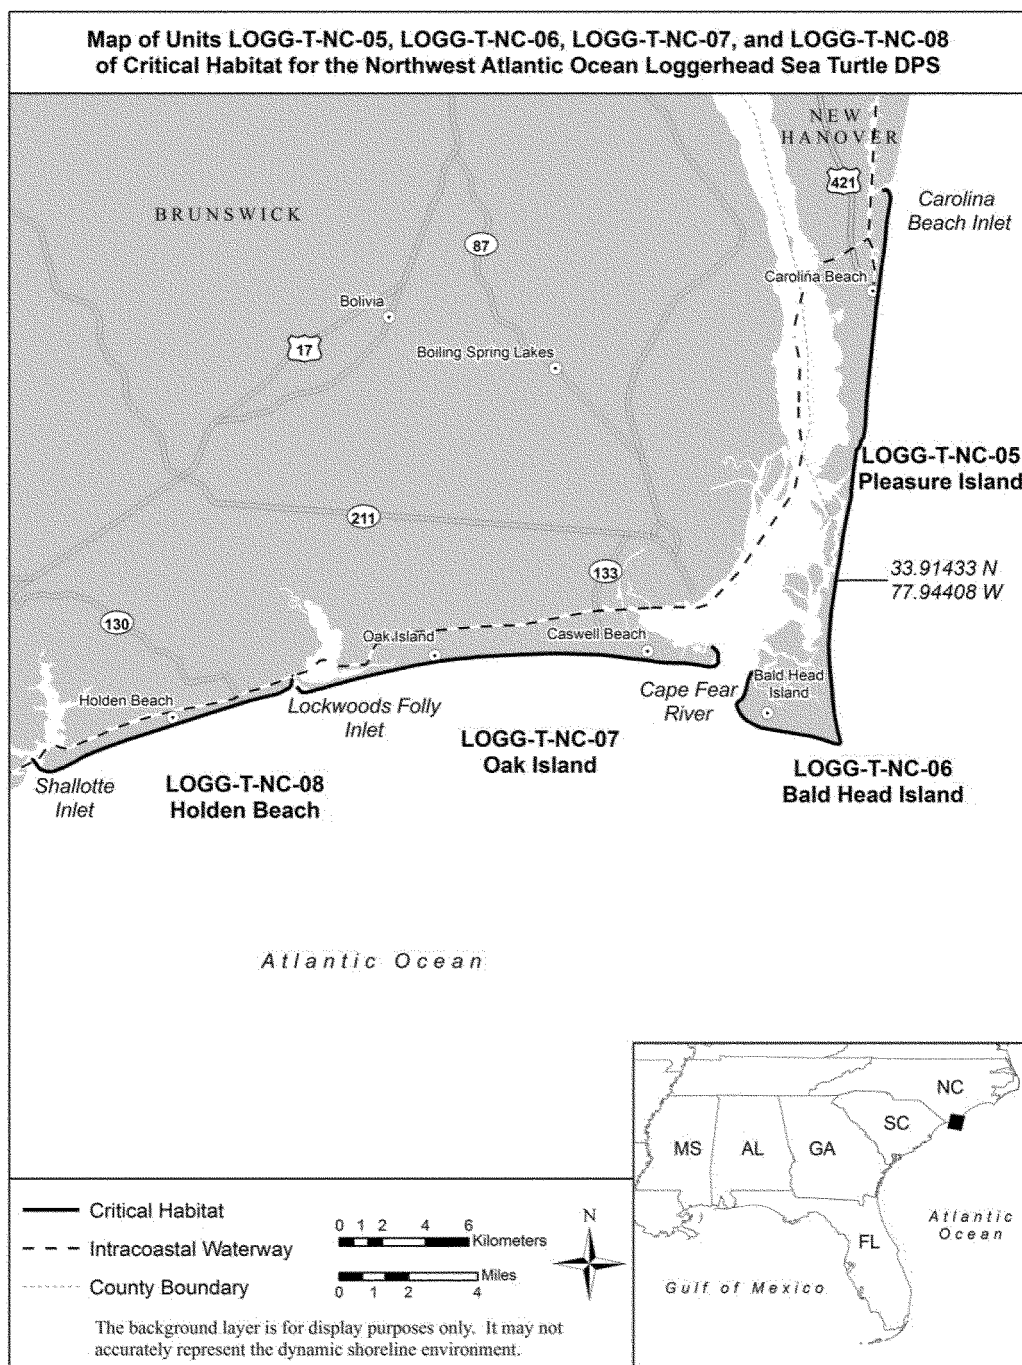 Map of Units LOGG-T-NC-05, LOGG-T-NC-06, LOGG-T-NC-07, and LOGG-T-NC-08
of Critical Habitat for the Northwest Atlantic Ocean Loggerhead Sea Turtle DPS
NEW
HANOVER
421
Carolina
Beach Inlet
BRUNSWICK
87
Carolina Beach
Bolivia
17
Boiling Spring Lakes
LOGG-T-NC-05
Pleasure Island
211
133
33.91433 N
77.94408 W
130
Oak Island
Caswell Beach
Holden Beach
Lockwoods Folly
Inlet
Cape Fear
River
Bald Head
Island
LOGG-T-NC-07
Oak Island
LOGG-T-NC-06
Bald Head Island
Shallotte
Inlet
LOGG-T-NC-08
Holden Beach
Atlantic Ocean
NC
SC
MS
AL
GA
FL
Atlantic
Ocean
Gulf of Mexico
Critical Habitat
Intracoastal Waterway
County Boundary
0 1 2 4 6
Kilometers
Miles
0 1 2 4
N
The background layer is for display purposes only. It may not
accurately represent the dynamic shoreline environment.